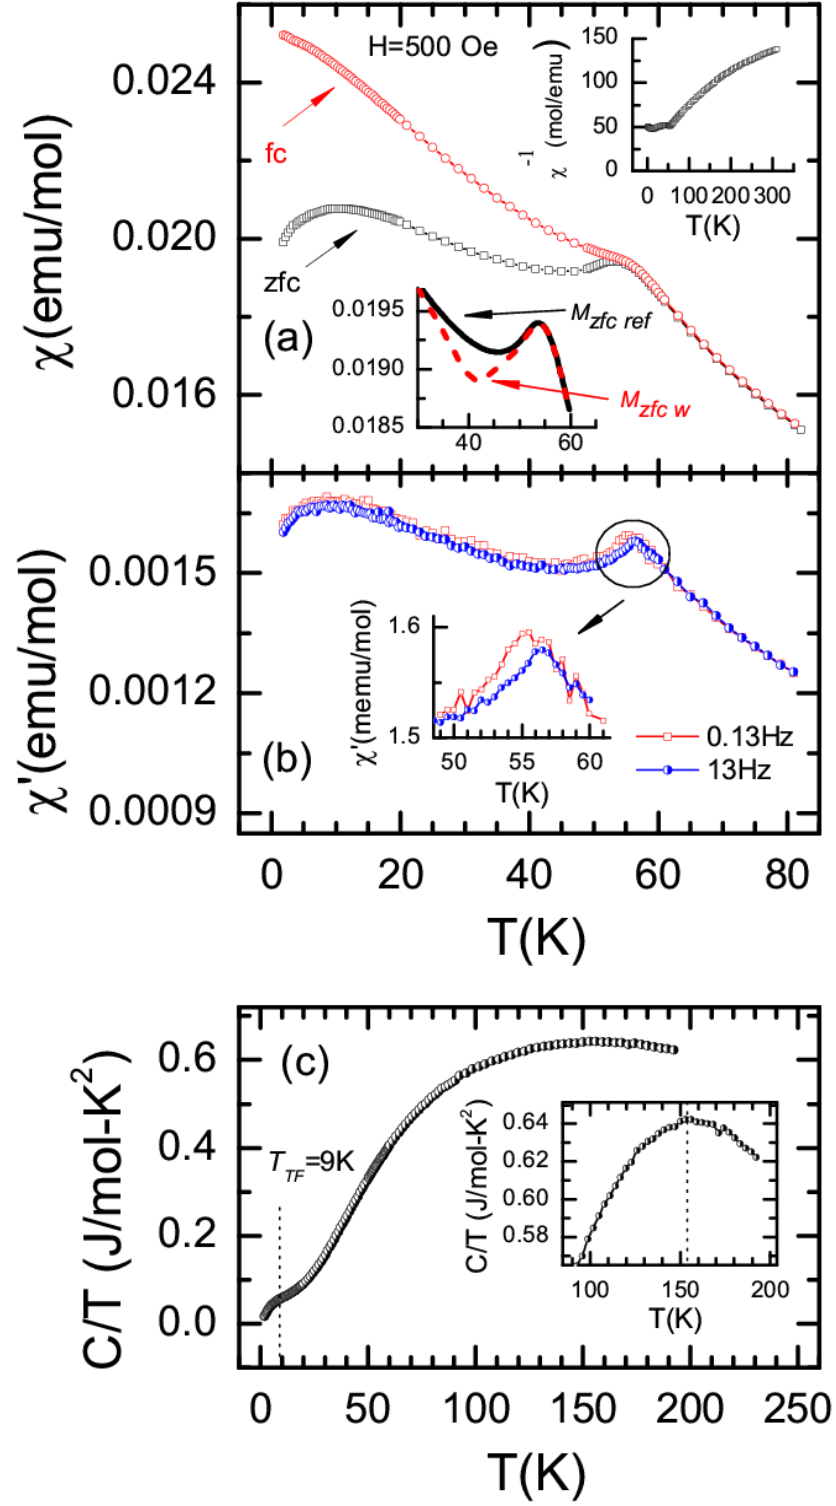 H=500 Oe
fc
zfc
(a)
χ(emu/mol)
0.024
0.020
0.016
χ⁻¹ (mol/emu)
150
100
50
0
0 100 200 300
T(K)
0.0195
0.0190
0.0185
40 60
M_zfc ref
M_zfc w
χ'(emu/mol)
0.0015
0.0012
0.0009
(b)
χ'(memu/mol)
1.6
1.5
50 55 60
T(K)
0.13Hz
13Hz
0 20 40 60 80
T(K)
C/T (J/mol-K²)
0.6
0.4
0.2
0.0
(c)
T_TF=9K
C/T (J/mol-K²)
0.64
0.62
0.60
0.58
100 150 200
T(K)
0 50 100 150 200 250
T(K)